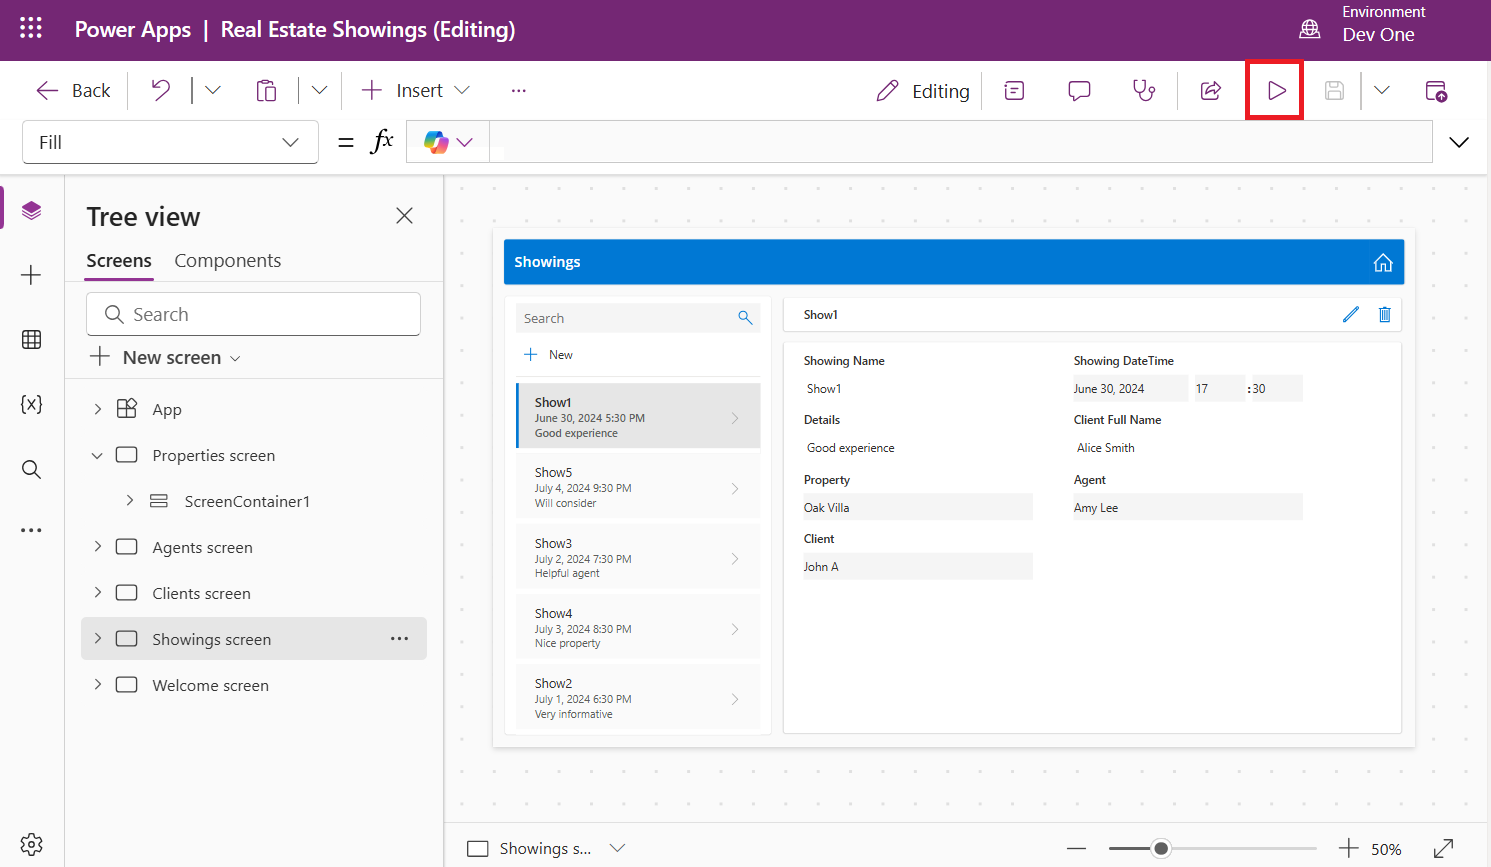 Power Apps | Real Estate Showings (Editing)
Environment
Dev One
Back
Insert
...
Editing
Fill
= fx
Tree view
Screens Components
Search
New screen
App
Properties screen
ScreenContainer1
Agents screen
Clients screen
Showings screen
...
Welcome screen
{x}
...
Showings
Search
New
Show1
June 30, 2024 5:30 PM
Good experience
Show5
July 4, 2024 9:30 PM
Will consider
Show3
July 2, 2024 7:30 PM
Helpful agent
Show4
July 3, 2024 8:30 PM
Nice property
Show2
July 1, 2024 6:30 PM
Very informative
Show1
Showing Name
Show1
Showing DateTime
June 30, 2024 17 :30
Details
Good experience
Client Full Name
Alice Smith
Property
Oak Villa
Agent
Amy Lee
Client
John A
Showings s...
50%